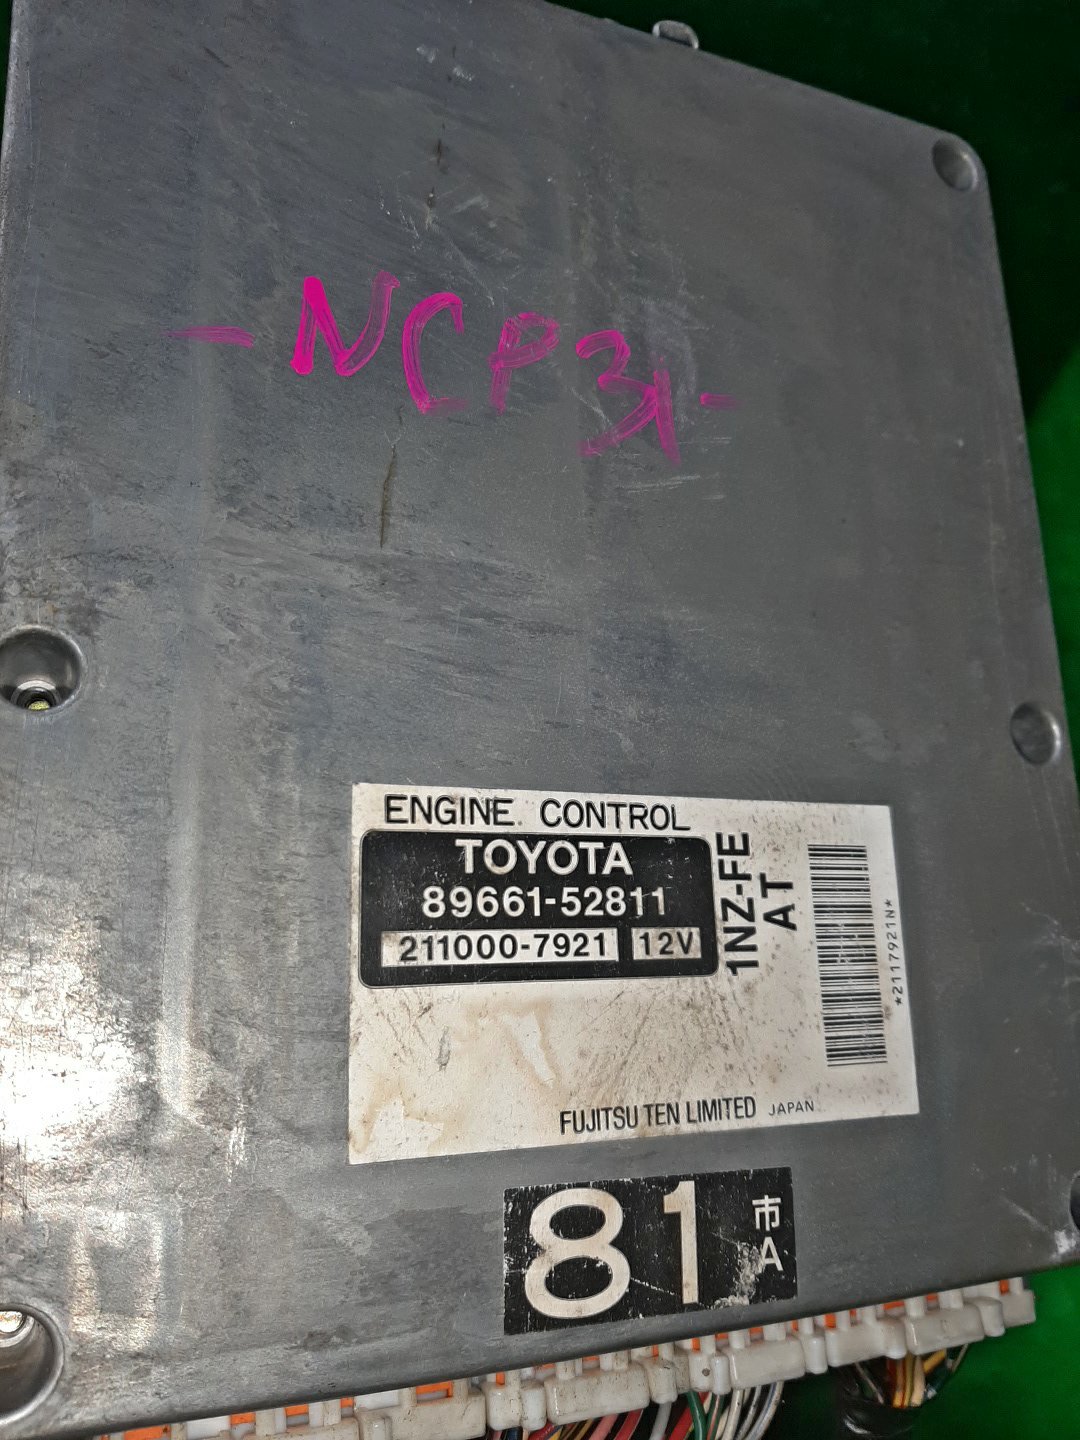 -NCP31-
ENGINE CONTROL
TOYOTA
89661-52811
211000-7921 12V
1NZ-FE
AT
*2117921N*
FUJITSU TEN LIMITED JAPAN
81 市
A